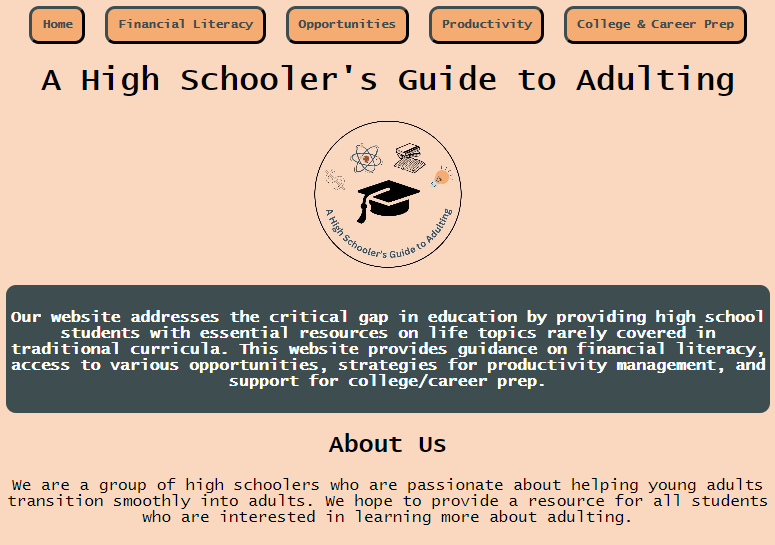 Home Financial Literacy Opportunities Productivity College & Career Prep
A High Schooler's Guide to Adulting
A High Schooler's Guide to Adulting
Our website addresses the critical gap in education by providing high school
students with essential resources on life topics rarely covered in
traditional curricula. This website provides guidance on financial literacy,
access to various opportunities, strategies for productivity management, and
support for college/career prep.
About Us
We are a group of high schoolers who are passionate about helping young adults
transition smoothly into adults. We hope to provide a resource for all students
who are interested in learning more about adulting.